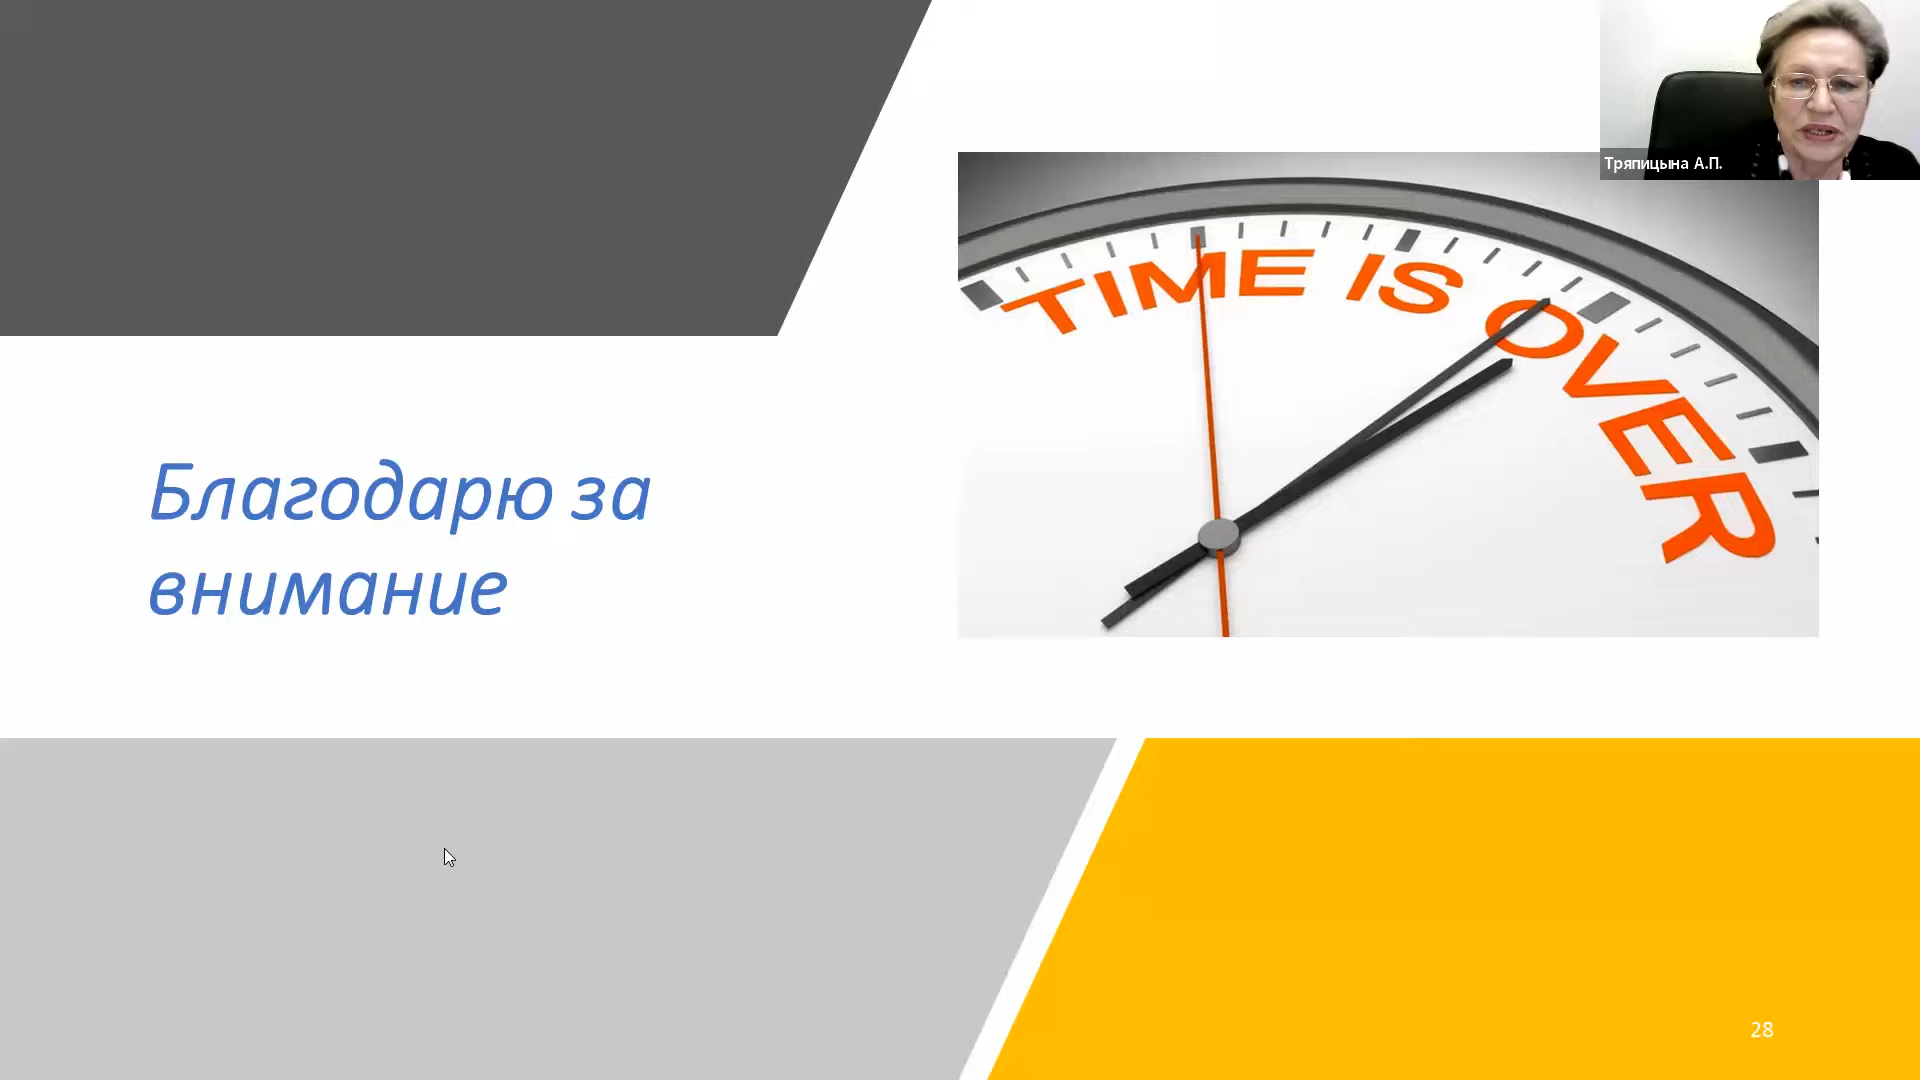 Тряпицына А.П.
TIME IS OVER
Благодарю за
внимание
28